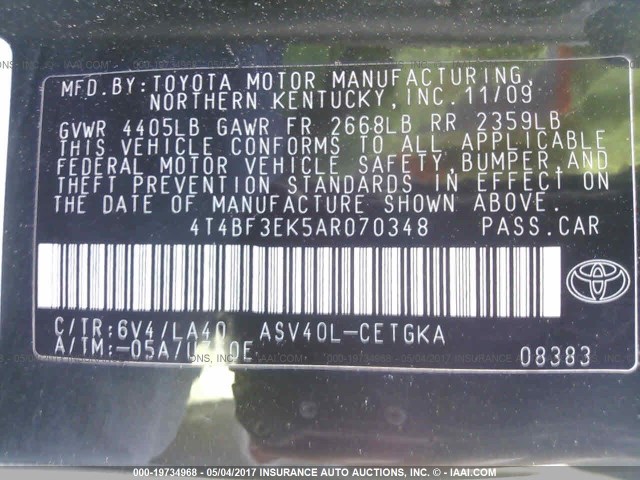 MFD.BY:TOYOTA MOTOR MANUFACTURING,
NORTHERN KENTUCKY, INC. 11/09
GVWR 4405LB GAWR FR 2668LB RR 2359LB
THIS VEHICLE CONFORMS TO ALL APPLICABLE
FEDERAL MOTOR VEHICLE SAFETY, BUMPER, AND
THEFT PREVENTION STANDARDS IN EFFECT ON
THE DATE OF MANUFACTURE SHOWN ABOVE.
4T4BF3EK5AR070348 PASS.CAR
C/TR:6V4/LA40 ASV40L-CETGKA
A/TM:-05A/
08383
000-19734968 - 05/04/2017 INSURANCE AUTO AUCTIONS, INC. - © - IAAI.COM